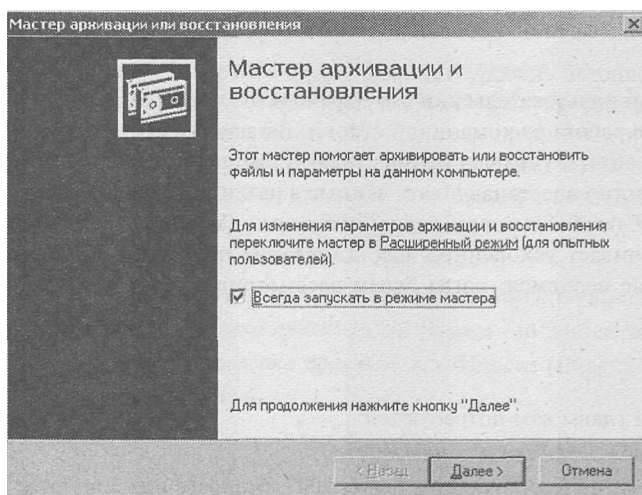 Мастер архивации или восстановления
Мастер архивации и
восстановления
Этот мастер помогает архивировать или восстановить
файлы и параметры на данном компьютере.
Для изменения параметров архивации и восстановления
переключите мастер в Расширенный режим (для опытных
пользователей).
Всегда запускать в режиме мастера
Для продолжения нажмите кнопку "Далее".
< Назад Далее > Отмена